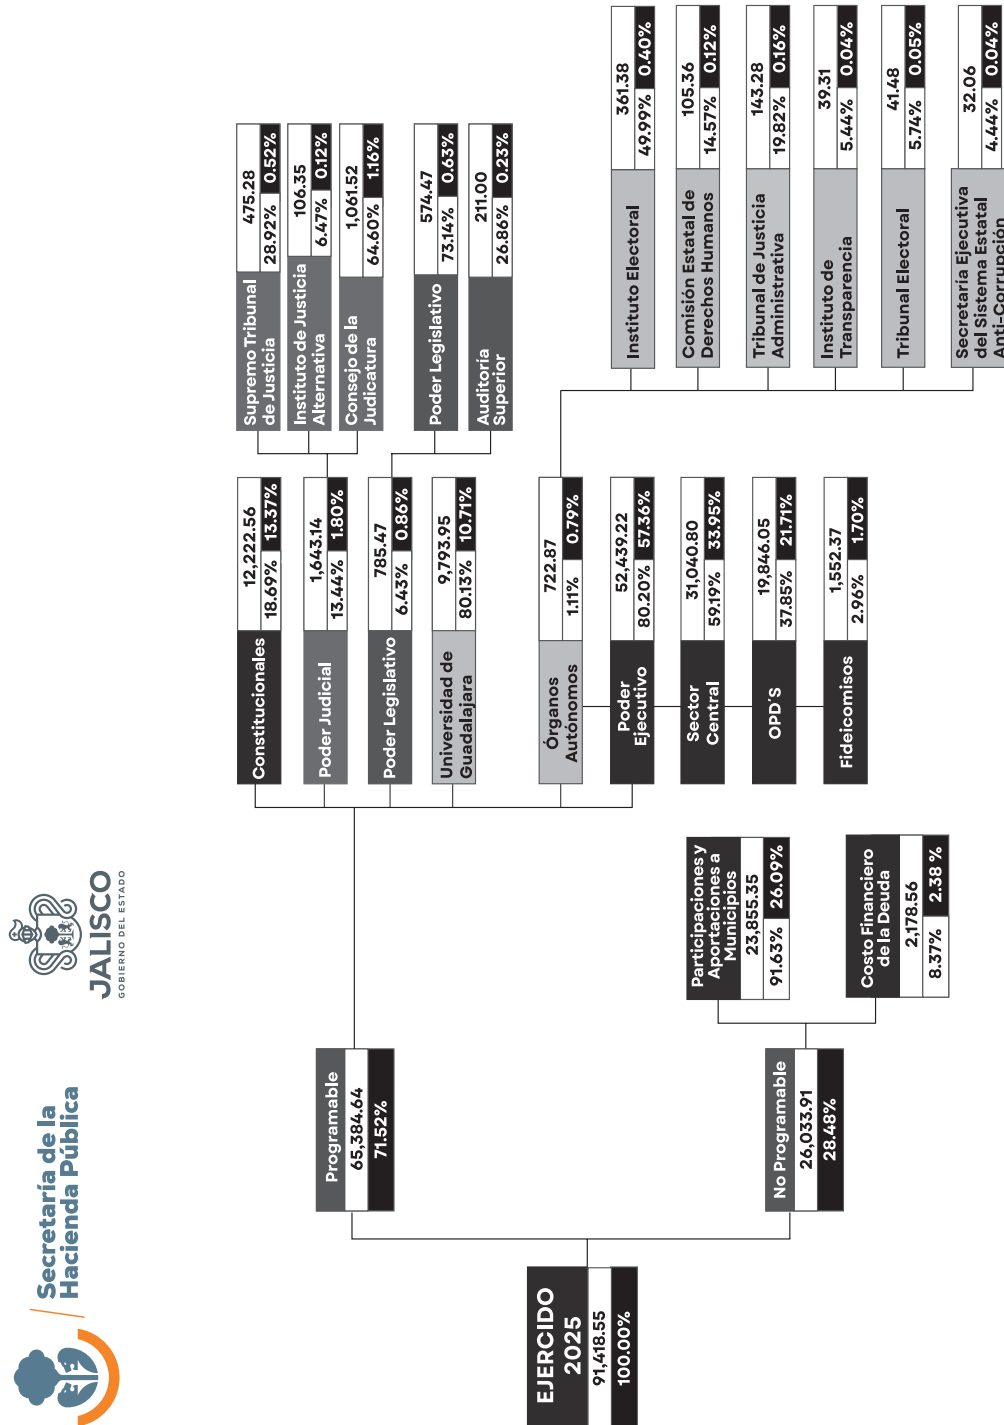 Secretaría de la
Hacienda Pública
JALISCO
GOBIERNO DEL ESTADO
EJERCIDO
2025
91,418.55
100.00%
Programable
65,384.64
71.52%
No Programable
26,033.91
28.48%
Participaciones y
Aportaciones a
Municipios
23,855.35
91.63% 26.09%
Costo Financiero
de la Deuda
2,178.56
8.37% 2.38 %
Constitucionales
12,222.56
18.69% 13.37%
Poder Judicial
1,643.14
13.44% 1.80%
Poder Legislativo
785.47
6.43% 0.86%
Universidad de
Guadalajara
9,793.95
80.13% 10.71%
Órganos
Autónomos
722.87
1.11% 0.79%
Poder
Ejecutivo
52,439.22
80.20% 57.36%
Sector
Central
31,040.80
59.19% 33.95%
OPD´S
19,846.05
37.85% 21.71%
Fideicomisos
1,552.37
2.96% 1.70%
Supremo Tribunal
de Justicia
475.28
28.92% 0.52%
Instituto de Justicia
Alternativa
106.35
6.47% 0.12%
Consejo de la
Judicatura
1,061.52
64.60% 1.16%
Poder Legislativo
574.47
73.14% 0.63%
Auditoría
Superior
211.00
26.86% 0.23%
Instituto Electoral
361.38
49.99% 0.40%
Comisión Estatal de
Derechos Humanos
105.36
14.57% 0.12%
Tribunal de Justicia
Administrativa
143.28
19.82% 0.16%
Instituto de
Transparencia
39.31
5.44% 0.04%
Tribunal Electoral
41.48
5.74% 0.05%
Secretaría Ejecutiva
del Sistema Estatal
Anti-Corrupción
32.06
4.44% 0.04%